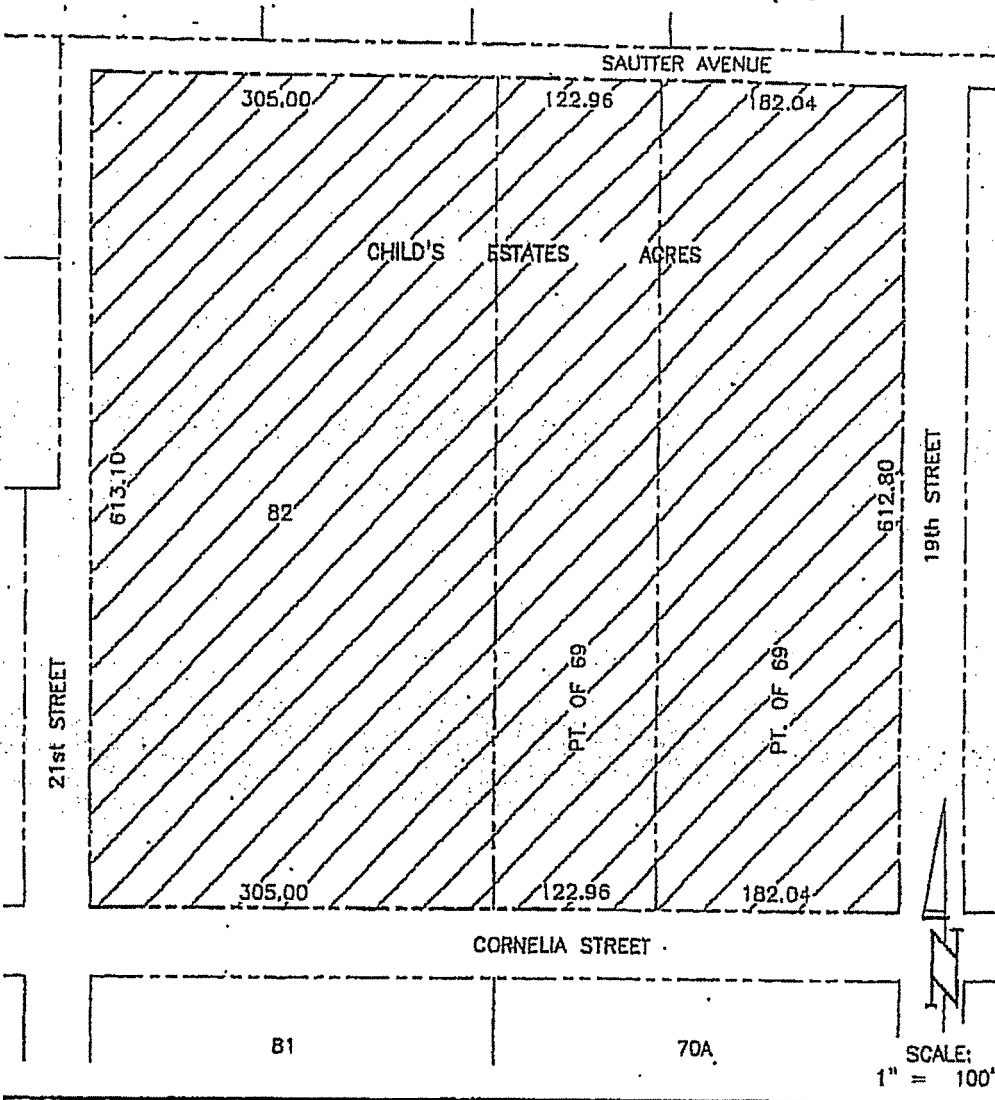 SAUTTER AVENUE
305.00 122.96 182.04
CHILD'S ESTATES ACRES
613.10
82
612.80
19th STREET
21st STREET
PT. OF 69
PT. OF 69
305.00 122.96 182.04
CORNELIA STREET
N
81
70A
SCALE:
1" = 100'